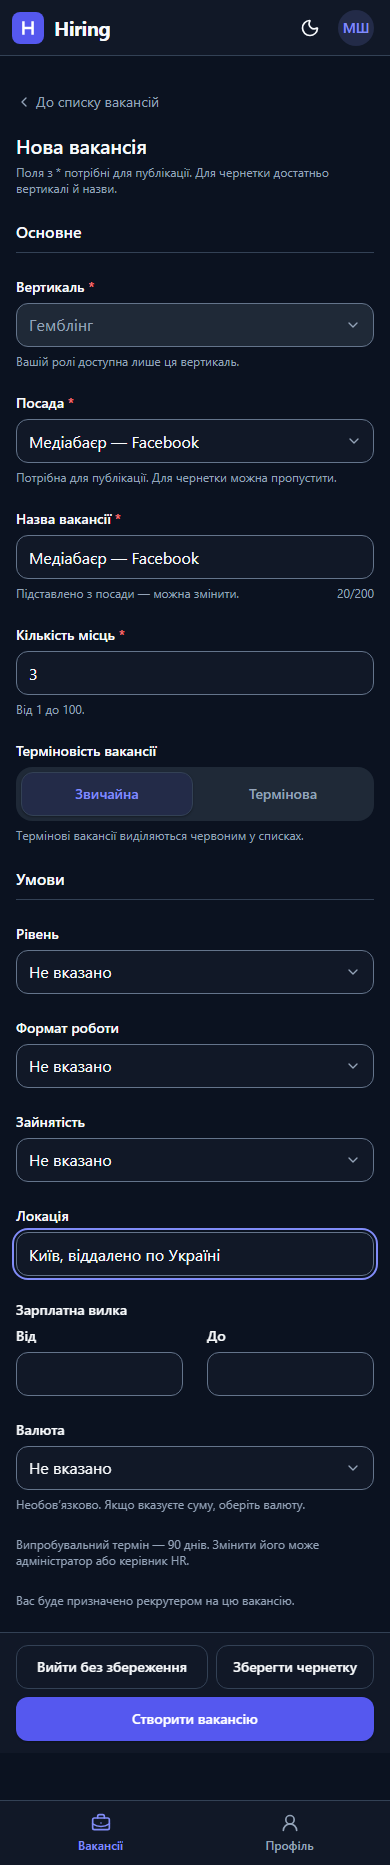 H Hiring
МШ
До списку вакансій
Нова вакансія
Поля з * потрібні для публікації. Для чернетки достатньо
вертикалі й назви.
Основне
Вертикаль *
Гемблінг
Вашій ролі доступна лише ця вертикаль.
Посада *
Медіабаєр — Facebook
Потрібна для публікації. Для чернетки можна пропустити.
Назва вакансії *
Медіабаєр — Facebook
Підставлено з посади — можна змінити. 20/200
Кількість місць *
3
Від 1 до 100.
Терміновість вакансії
Звичайна Термінова
Термінові вакансії виділяються червоним у списках.
Умови
Рівень
Не вказано
Формат роботи
Не вказано
Зайнятість
Не вказано
Локація
Київ, віддалено по Україні
Зарплатна вилка
Від До
Валюта
Не вказано
Необов'язково. Якщо вказуєте суму, оберіть валюту.
Випробувальний термін — 90 днів. Змінити його може
адміністратор або керівник HR.
Вас буде призначено рекрутером на цю вакансію.
Вийти без збереження Зберегти чернетку
Створити вакансію
Вакансії Профіль